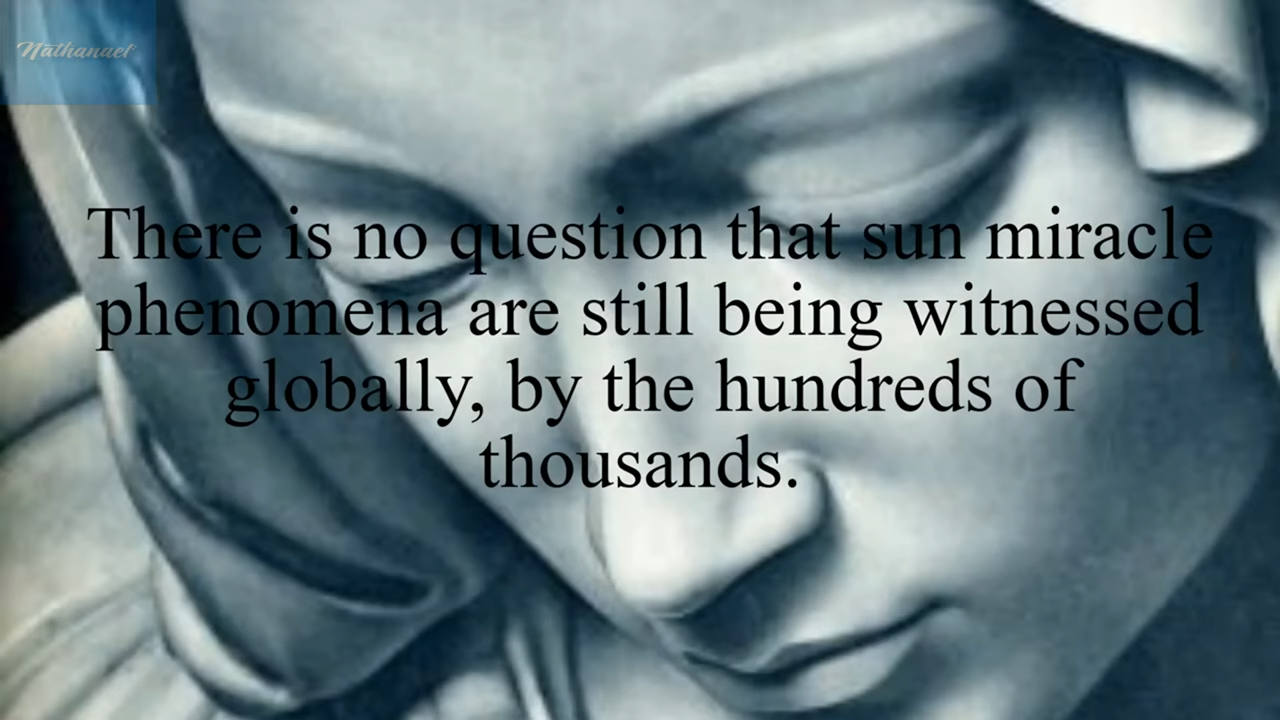 Nathanael
There is no question that sun miracle
phenomena are still being witnessed
globally, by the hundreds of
thousands.